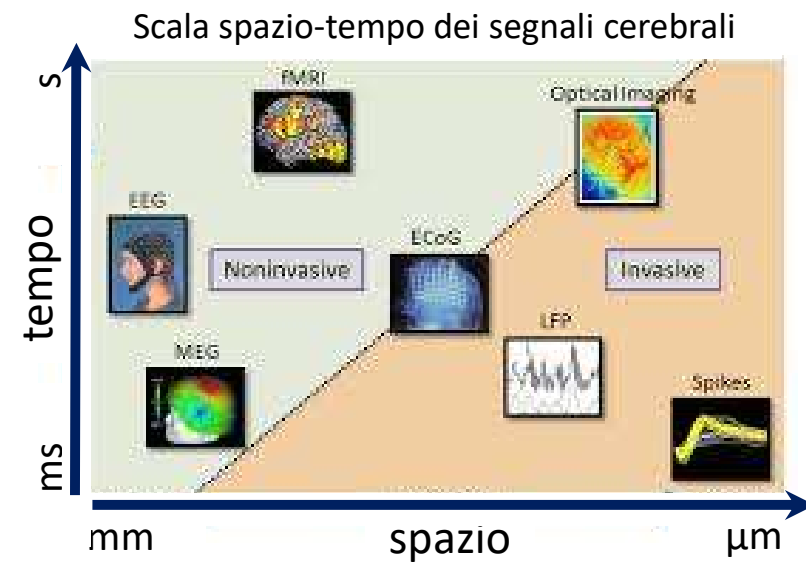 Scala spazio-tempo dei segnali cerebrali
s
fMRI
Optical Imaging
EEG
tempo
ECoG
Noninvasive
Invasive
LFP
MEG
Spikes
ms
mm
spazio
µm